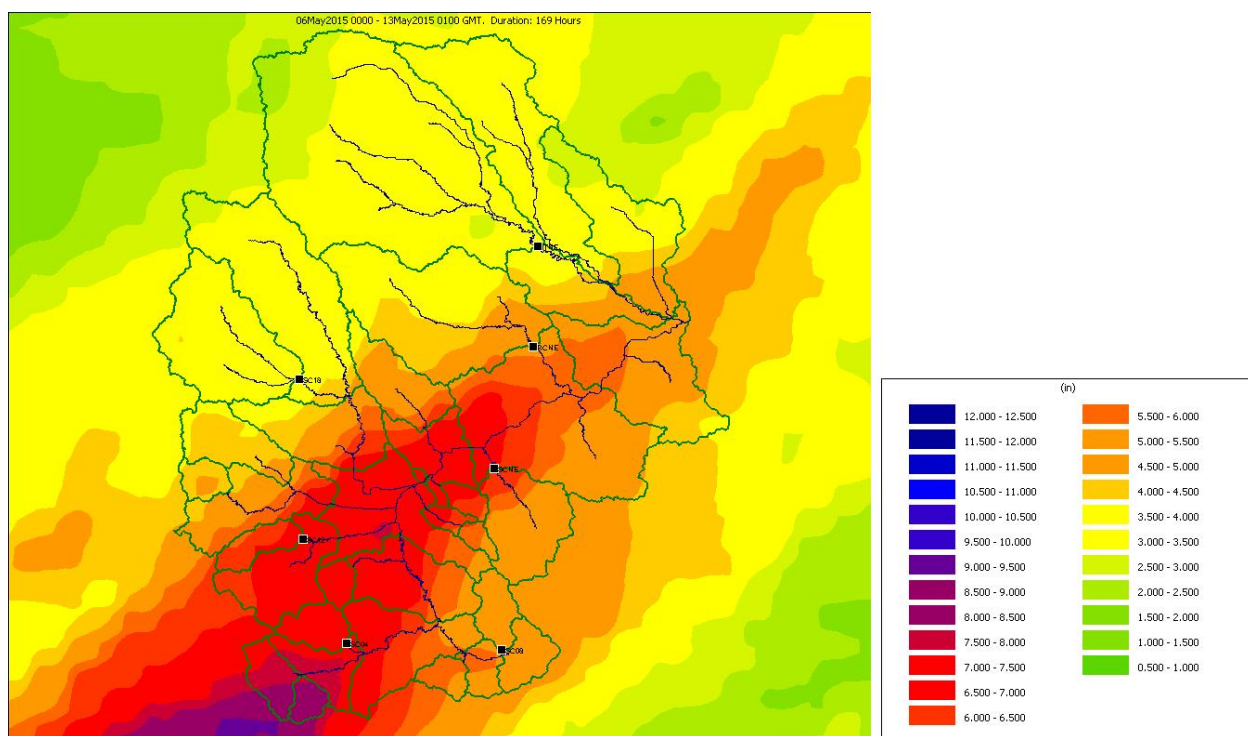 06May2015 0000 - 13May2015 0100 GMT. Duration: 169 Hours
SC18
(in)
12.000 - 12.500
11.500 - 12.000
11.000 - 11.500
10.500 - 11.000
10.000 - 10.500
9.500 - 10.000
9.000 - 9.500
8.500 - 9.000
8.000 - 8.500
7.500 - 8.000
7.000 - 7.500
6.500 - 7.000
6.000 - 6.500
5.500 - 6.000
5.000 - 5.500
4.500 - 5.000
4.000 - 4.500
3.500 - 4.000
3.000 - 3.500
2.500 - 3.000
2.000 - 2.500
1.500 - 2.000
1.000 - 1.500
0.500 - 1.000